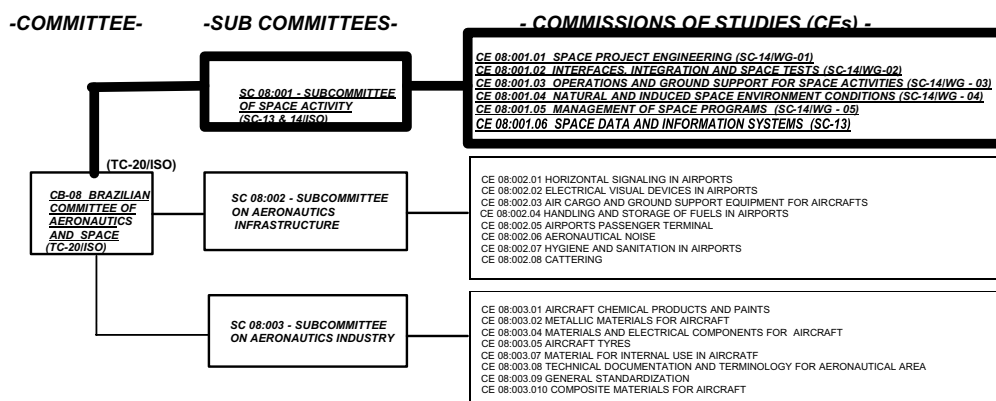 -COMMITTEE- -SUB COMMITTEES- - COMMISSIONS OF STUDIES (CEs) -
CE 08:001.01 SPACE PROJECT ENGINEERING (SC-14/WG-01)
CE 08:001.02 INTERFACES, INTEGRATION AND SPACE TESTS (SC-14/WG-02)
CE 08:001.03 OPERATIONS AND GROUND SUPPORT FOR SPACE ACTIVITIES (SC-14/WG - 03)
CE 08:001.04 NATURAL AND INDUCED SPACE ENVIRONMENT CONDITIONS (SC-14/WG - 04)
CE 08:001.05 MANAGEMENT OF SPACE PROGRAMS (SC-14/WG - 05)
CE 08:001.06 SPACE DATA AND INFORMATION SYSTEMS (SC-13)
SC 08:001 - SUBCOMMITTEE
OF SPACE ACTIVITY
(SC-13 & 14/ISO)
(TC-20/ISO)
CB-08 BRAZILIAN
COMMITTEE OF
AERONAUTICS
AND SPACE
(TC-20/ISO)
SC 08:002 - SUBCOMMITTEE
ON AERONAUTICS
INFRASTRUCTURE
CE 08:002.01 HORIZONTAL SIGNALING IN AIRPORTS
CE 08:002.02 ELECTRICAL VISUAL DEVICES IN AIRPORTS
CE 08:002.03 AIR CARGO AND GROUND SUPPORT EQUIPMENT FOR AIRCRAFTS
CE 08:002.04 HANDLING AND STORAGE OF FUELS IN AIRPORTS
CE 08:002.05 AIRPORTS PASSENGER TERMINAL
CE 08:002.06 AERONAUTICAL NOISE
CE 08:002.07 HYGIENE AND SANITATION IN AIRPORTS
CE 08:002.08 CATTERING
SC 08:003 - SUBCOMMITTEE
ON AERONAUTICS INDUSTRY
CE 08:003.01 AIRCRAFT CHEMICAL PRODUCTS AND PAINTS
CE 08:003.02 METALLIC MATERIALS FOR AIRCRAFT
CE 08:003.04 MATERIALS AND ELECTRICAL COMPONENTS FOR AIRCRAFT
CE 08:003.05 AIRCRAFT TYRES
CE 08:003.07 MATERIAL FOR INTERNAL USE IN AIRCRATF
CE 08:003.08 TECHNICAL DOCUMENTATION AND TERMINOLOGY FOR AERONAUTICAL AREA
CE 08:003.09 GENERAL STANDARDIZATION
CE 08:003.010 COMPOSITE MATERIALS FOR AIRCRAFT